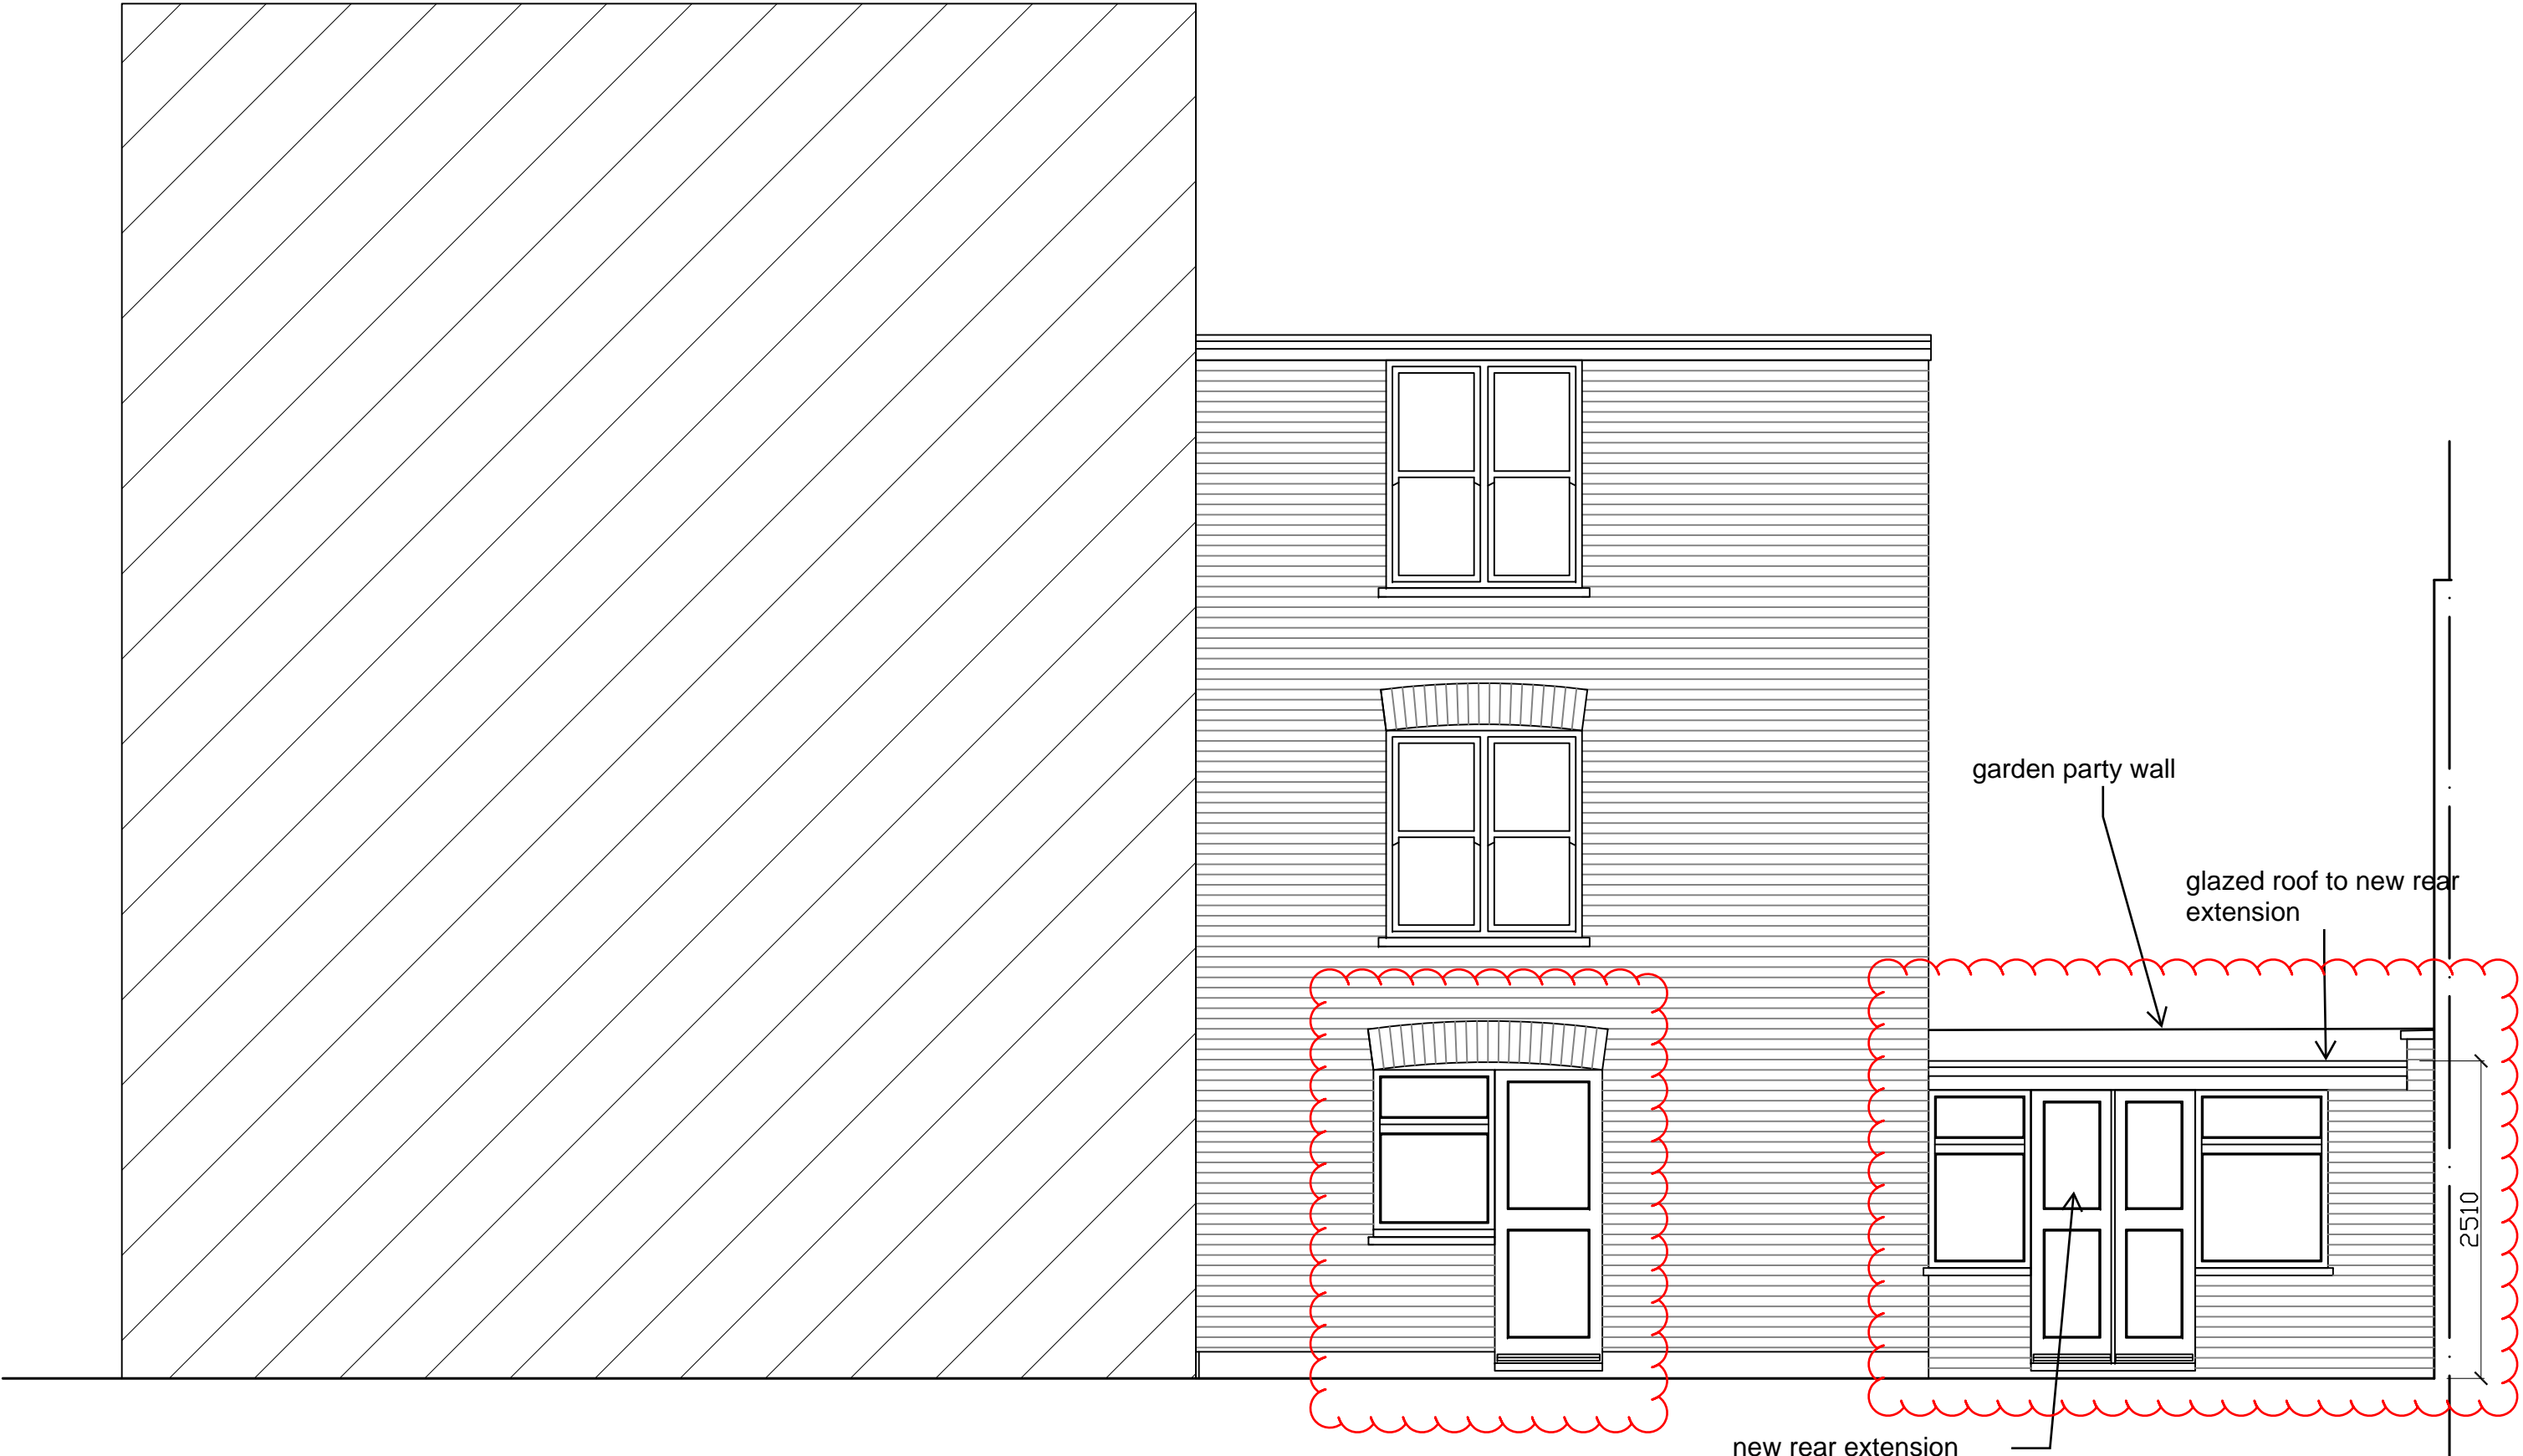 garden party wall
glazed roof to new rear
extension
2510
new rear extension